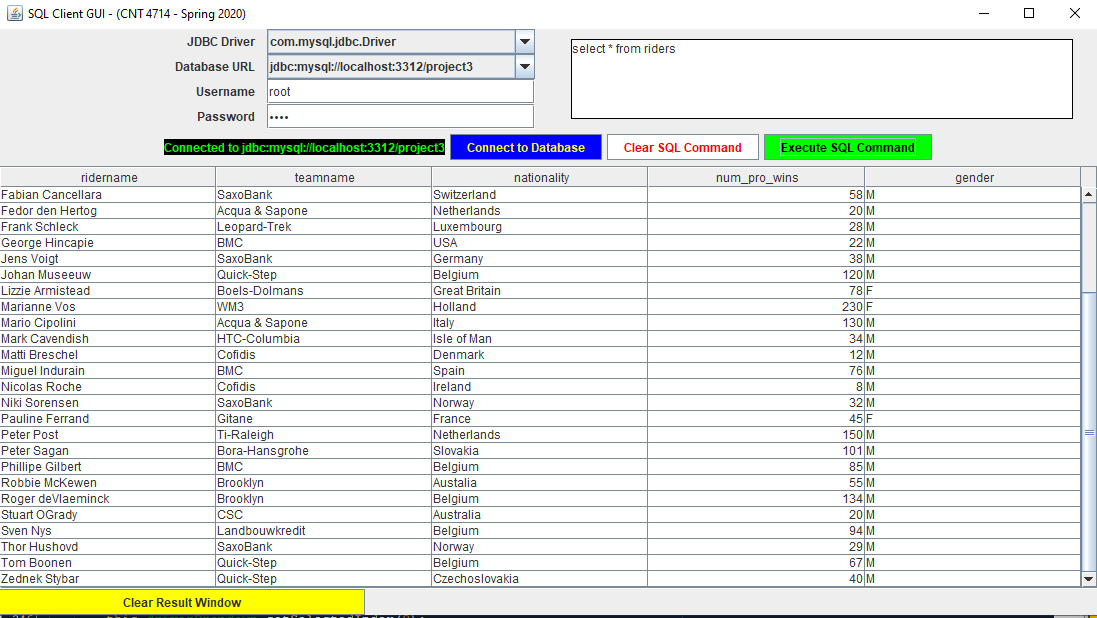 SQL Client GUI - (CNT 4714 - Spring 2020)
JDBC Driver com.mysql.jdbc.Driver
Database URL jdbc:mysql://localhost:3312/project3
Username root
Password ••••
select * from riders
Connected to jdbc:mysql://localhost:3312/project3 Connect to Database Clear SQL Command Execute SQL Command
ridername teamname nationality num_pro_wins gender
Fabian Cancellara SaxoBank Switzerland 58 M
Fedor den Hertog Acqua & Sapone Netherlands 20 M
Frank Schleck Leopard-Trek Luxembourg 28 M
George Hincapie BMC USA 22 M
Jens Voigt SaxoBank Germany 38 M
Johan Museeuw Quick-Step Belgium 120 M
Lizzie Armistead Boels-Dolmans Great Britain 78 F
Marianne Vos WM3 Holland 230 F
Mario Cipolini Acqua & Sapone Italy 130 M
Mark Cavendish HTC-Columbia Isle of Man 34 M
Matti Breschel Cofidis Denmark 12 M
Miguel Indurain BMC Spain 76 M
Nicolas Roche Cofidis Ireland 8 M
Niki Sorensen SaxoBank Norway 32 M
Pauline Ferrand Gitane France 45 F
Peter Post Ti-Raleigh Netherlands 150 M
Peter Sagan Bora-Hansgrohe Slovakia 101 M
Phillipe Gilbert BMC Belgium 85 M
Robbie McKewen Brooklyn Austalia 55 M
Roger deVlaeminck Brooklyn Belgium 134 M
Stuart OGrady CSC Australia 20 M
Sven Nys Landbouwkredit Belgium 94 M
Thor Hushovd SaxoBank Norway 29 M
Tom Boonen Quick-Step Belgium 67 M
Zednek Stybar Quick-Step Czechoslovakia 40 M
Clear Result Window